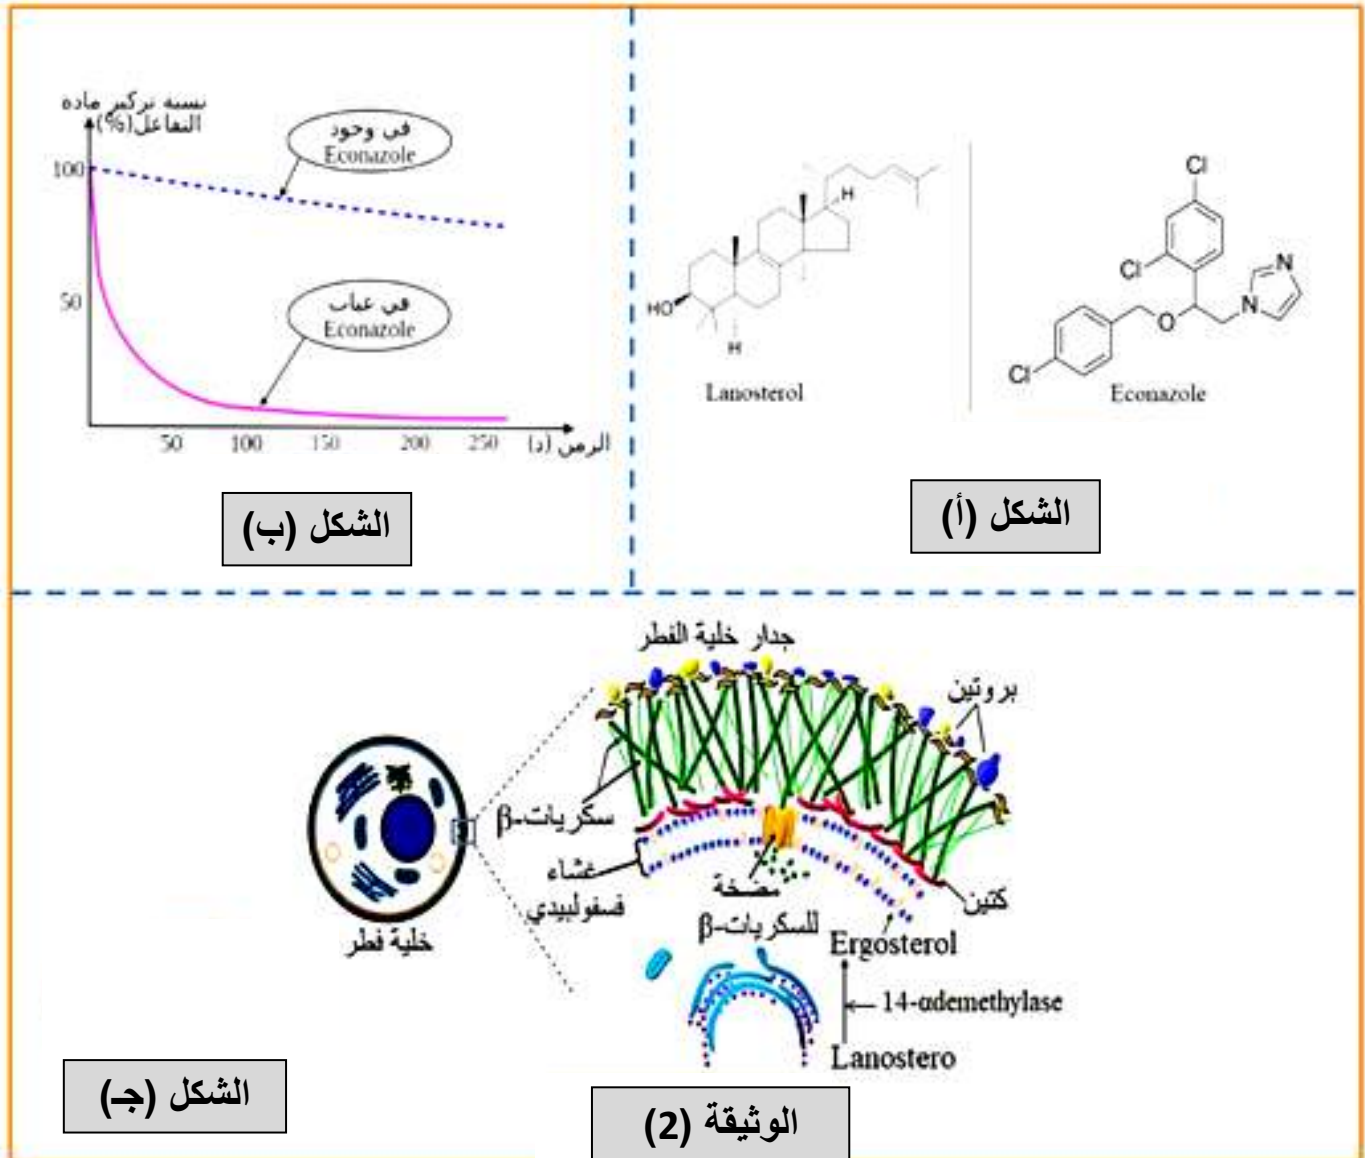 نسبة تركيز مادة
التفاعل(%)
100
50
في وجود
Econazole
في غياب
Econazole
50 100 150 200 250
الزمن (د)
الشكل (ب)
H
HO
H
Lanosterol
Cl
Cl
N
N
O
Cl
Econazole
الشكل (أ)
جدار خلية الفطر
بروتين
سكريات-β
غشاء
فسفولبيدي
مضخة
للسكريات-β
كتين
Ergosterol
14-αdemethylase
Lanostero
خلية فطر
الشكل (جـ)
الوثيقة (2)